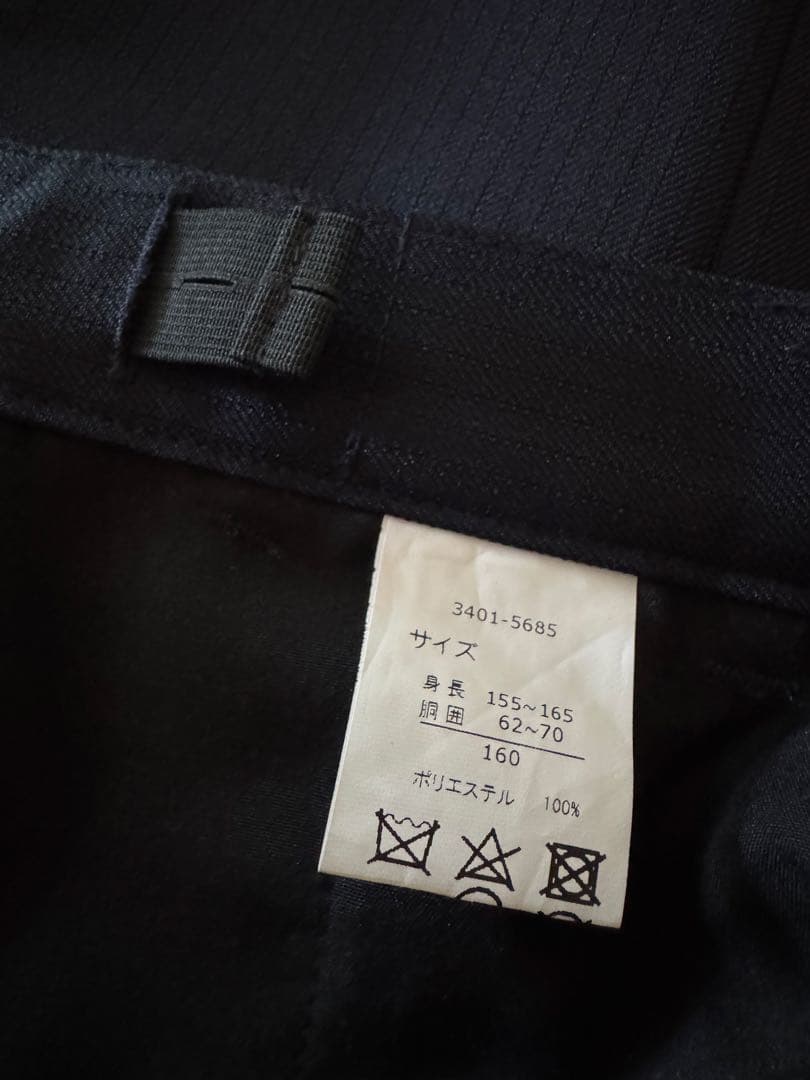 3401-5685
サイズ
身長 155~165
胴囲 62~70
160
ポリエステル 100%